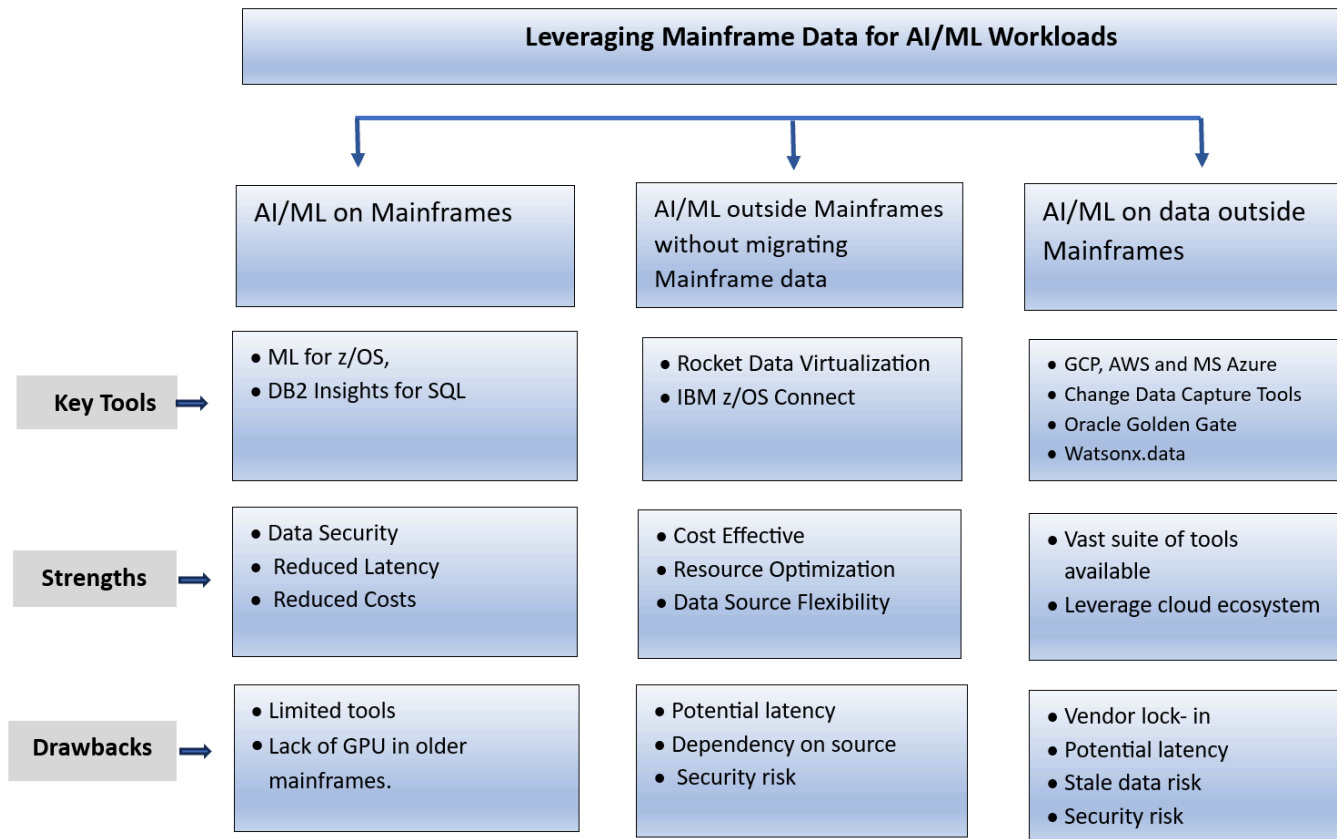 Leveraging Mainframe Data for AI/ML Workloads
AI/ML on Mainframes
AI/ML outside Mainframes
without migrating
Mainframe data
AI/ML on data outside
Mainframes
Key Tools
● ML for z/OS,
● DB2 Insights for SQL
● Rocket Data Virtualization
● IBM z/OS Connect
● GCP, AWS and MS Azure
● Change Data Capture Tools
● Oracle Golden Gate
● Watsonx.data
Strengths
● Data Security
● Reduced Latency
● Reduced Costs
● Cost Effective
● Resource Optimization
● Data Source Flexibility
● Vast suite of tools
available
● Leverage cloud ecosystem
Drawbacks
● Limited tools
● Lack of GPU in older
mainframes.
● Potential latency
● Dependency on source
● Security risk
● Vendor lock- in
● Potential latency
● Stale data risk
● Security risk